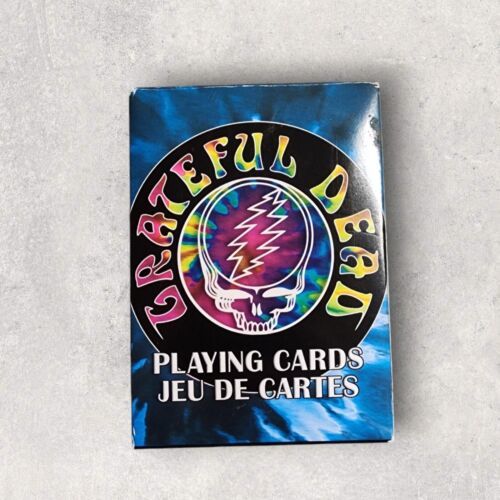 GRATEFUL DEAD
PLAYING CARDS
JEU DE CARTES